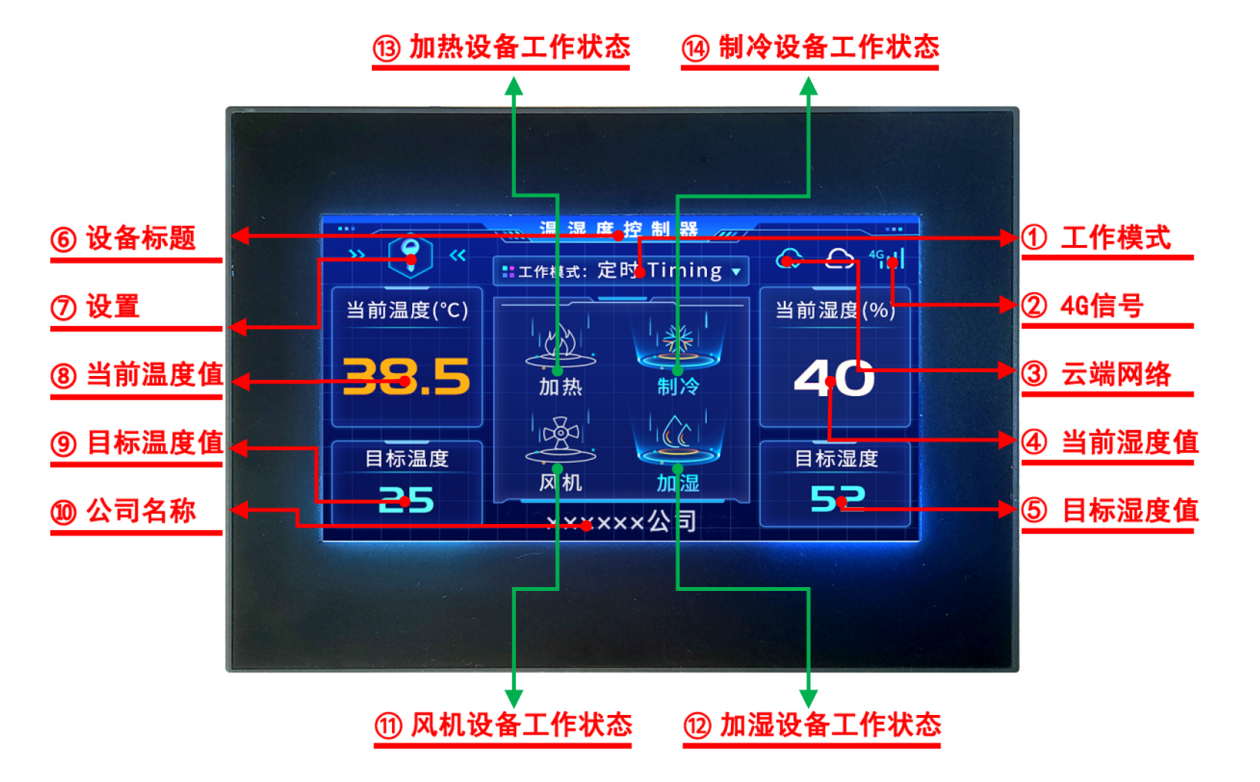 ⑬ 加热设备工作状态
⑭ 制冷设备工作状态
⑥ 设备标题
⑦ 设置
⑧ 当前温度值
⑨ 目标温度值
⑩ 公司名称
温湿度控制器
工作模式：定时 Timing
4G
当前温度(°C)
38.5
目标温度
25
加热
制冷
风机
加湿
当前湿度(%)
40
目标湿度
52
××××××公司
① 工作模式
② 4G信号
③ 云端网络
④ 当前湿度值
⑤ 目标湿度值
⑪ 风机设备工作状态
⑫ 加湿设备工作状态